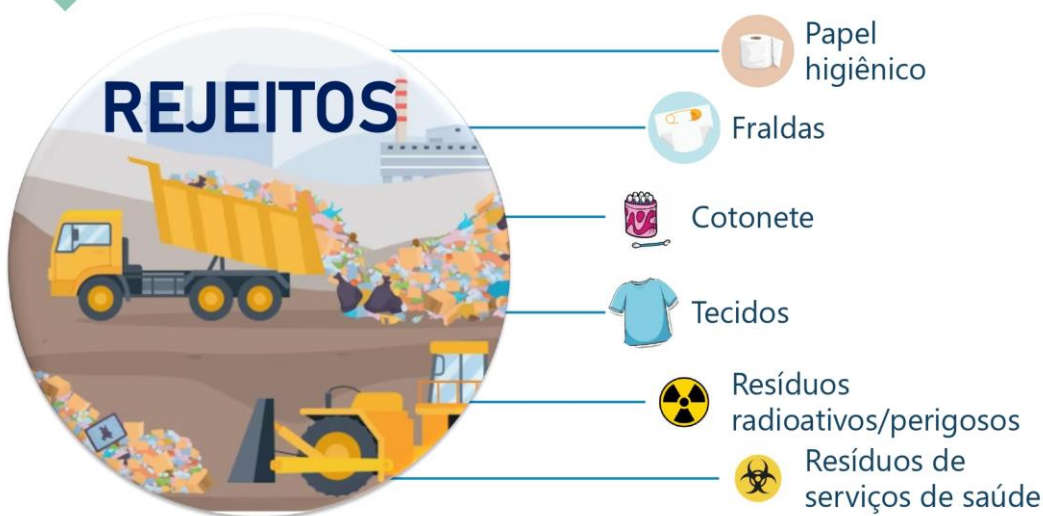 REJEITOS
Papel
higiênico
Fraldas
Cotonete
Tecidos
Resíduos
radioativos/perigosos
Resíduos de
serviços de saúde